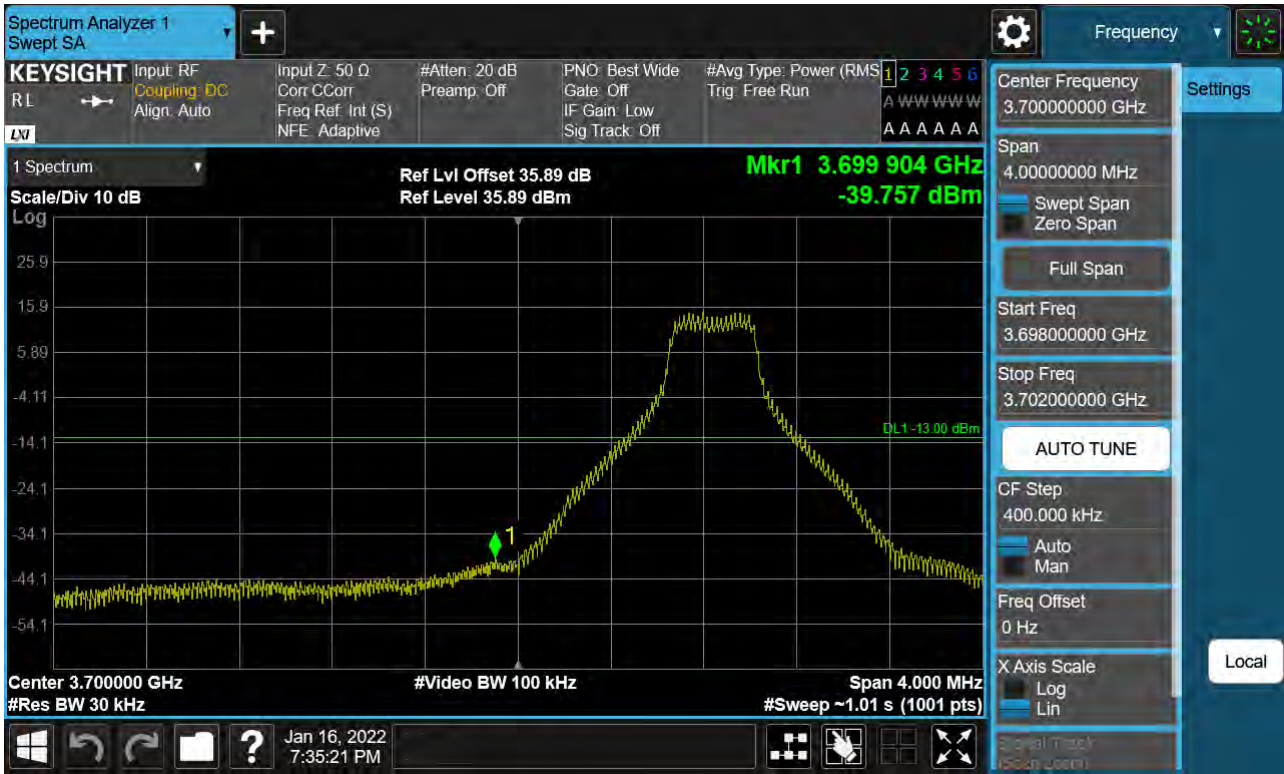 Spectrum Analyzer 1
Swept SA
+
Frequency
KEYSIGHT
RL
LXI
Input: RF
Coupling: DC
Align: Auto
Input Z: 50 Ω
Corr CCorr
Freq Ref: Int (S)
NFE: Adaptive
#Atten: 20 dB
Preamp: Off
PNO: Best Wide
Gate: Off
IF Gain: Low
Sig Track: Off
#Avg Type: Power (RMS
Trig: Free Run
1 2 3 4 5 6
A W W W W W
A A A A A A
1 Spectrum
Scale/Div 10 dB
Log
Ref Lvl Offset 35.89 dB
Ref Level 35.89 dBm
Mkr1 3.699 904 GHz
-39.757 dBm
25.9
15.9
5.89
-4.11
-14.1
-24.1
-34.1
-44.1
-54.1
DL1 -13.00 dBm
1
Center 3.700000 GHz
#Res BW 30 kHz
#Video BW 100 kHz
Span 4.000 MHz
#Sweep ~1.01 s (1001 pts)
Center Frequency
3.700000000 GHz
Span
4.00000000 MHz
Swept Span
Zero Span
Full Span
Start Freq
3.698000000 GHz
Stop Freq
3.702000000 GHz
AUTO TUNE
CF Step
400.000 kHz
Auto
Man
Freq Offset
0 Hz
X Axis Scale
Log
Lin
Signal Track
(Span Zoom)
Settings
Local
?
Jan 16, 2022
7:35:21 PM